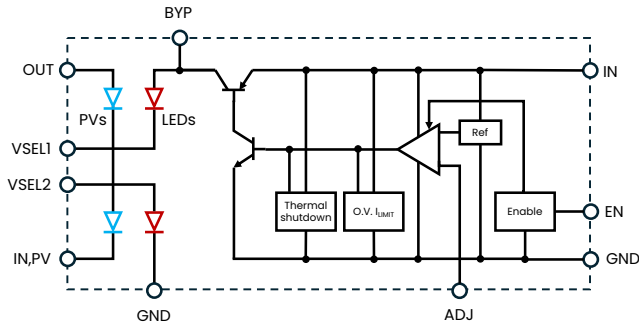 BYP
OUT
IN
PVs
LEDs
Ref
VSEL1
VSEL2
Thermal
shutdown
O.V. ILIMIT
Enable
EN
IN,PV
GND
GND
ADJ